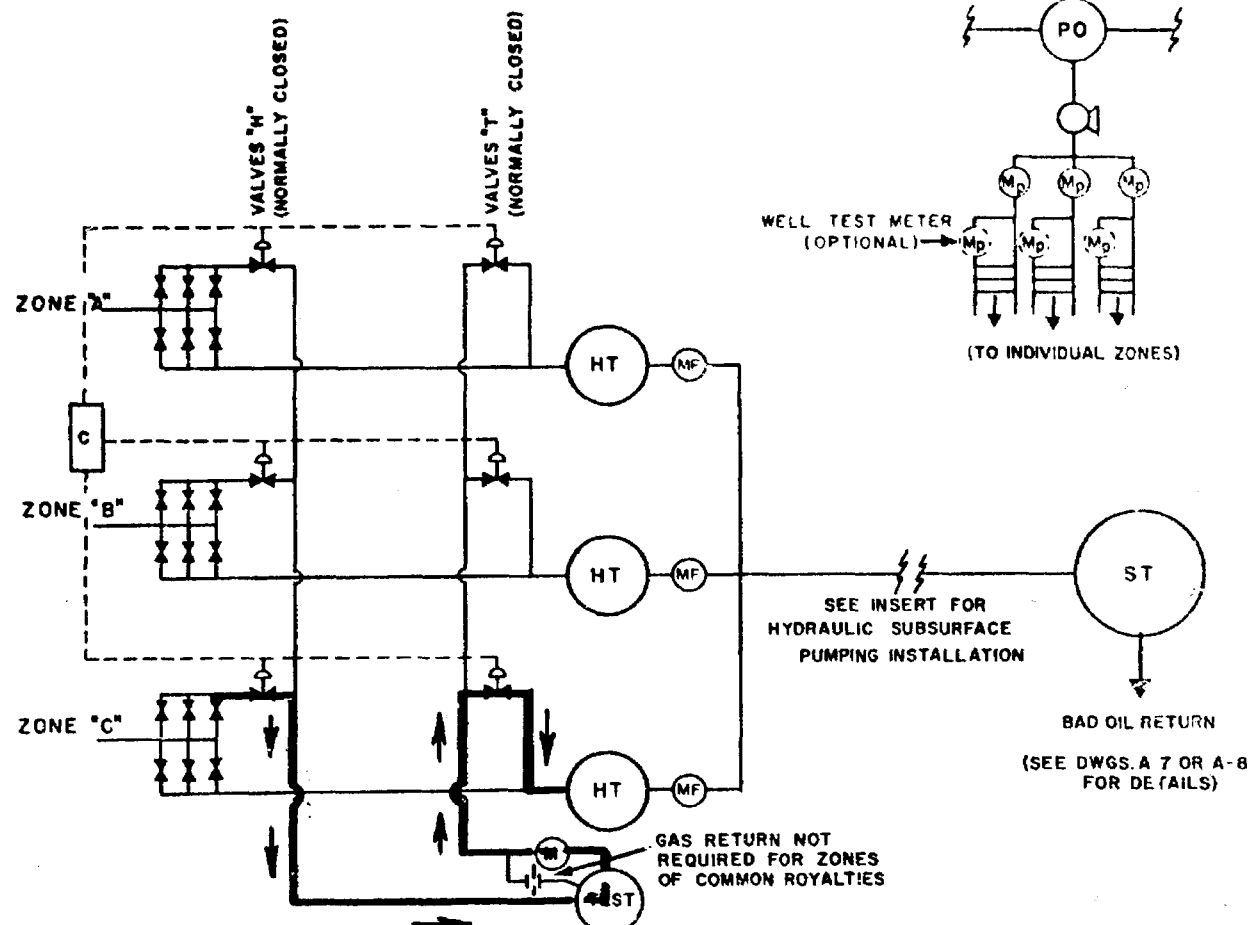 VALVES "H"
(NORMALLY CLOSED)
VALVES "T"
(NORMALLY CLOSED)
PO
Mp
Mp
Mp
WELL TEST METER
(OPTIONAL)
Mp
Mp
Mp
(TO INDIVIDUAL ZONES)
ZONE "A"
HT
MF
C
ZONE "B"
HT
MF
ST
SEE INSERT FOR
HYDRAULIC SUBSURFACE
PUMPING INSTALLATION
BAD OIL RETURN
(SEE DWGS. A 7 OR A-8
FOR DETAILS)
ZONE "C"
HT
MF
GAS RETURN NOT
REQUIRED FOR ZONES
OF COMMON ROYALTIES
M
TEST